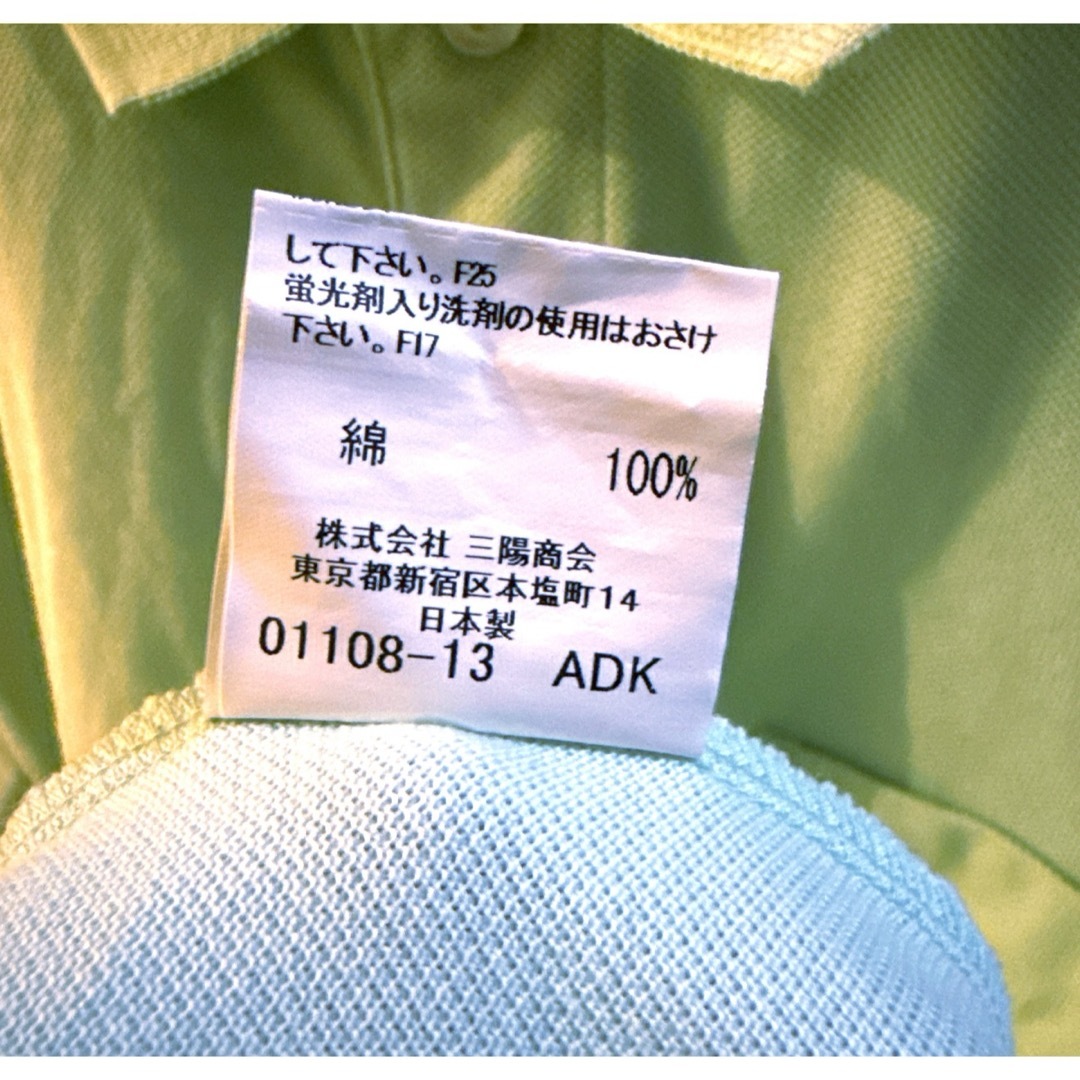 して下さい。F25
蛍光剤入り洗剤の使用はおさけ
下さい。F17
綿 100%
株式会社 三陽商会
東京都新宿区本塩町14
日本製
01108-13 ADK